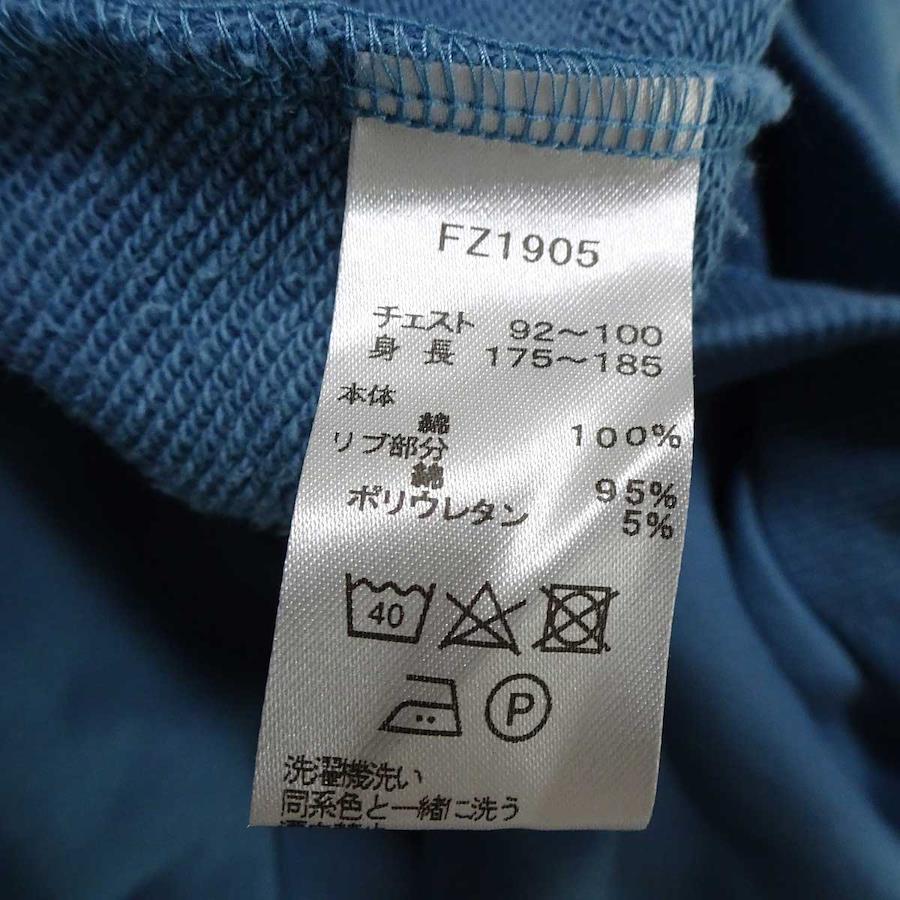 FZ1905
チェスト 92～100
身 長 175～185
本体
綿 100%
リブ部分
綿 95%
ポリウレタン 5%
40
P
洗濯機洗い
同系色と一緒に洗う